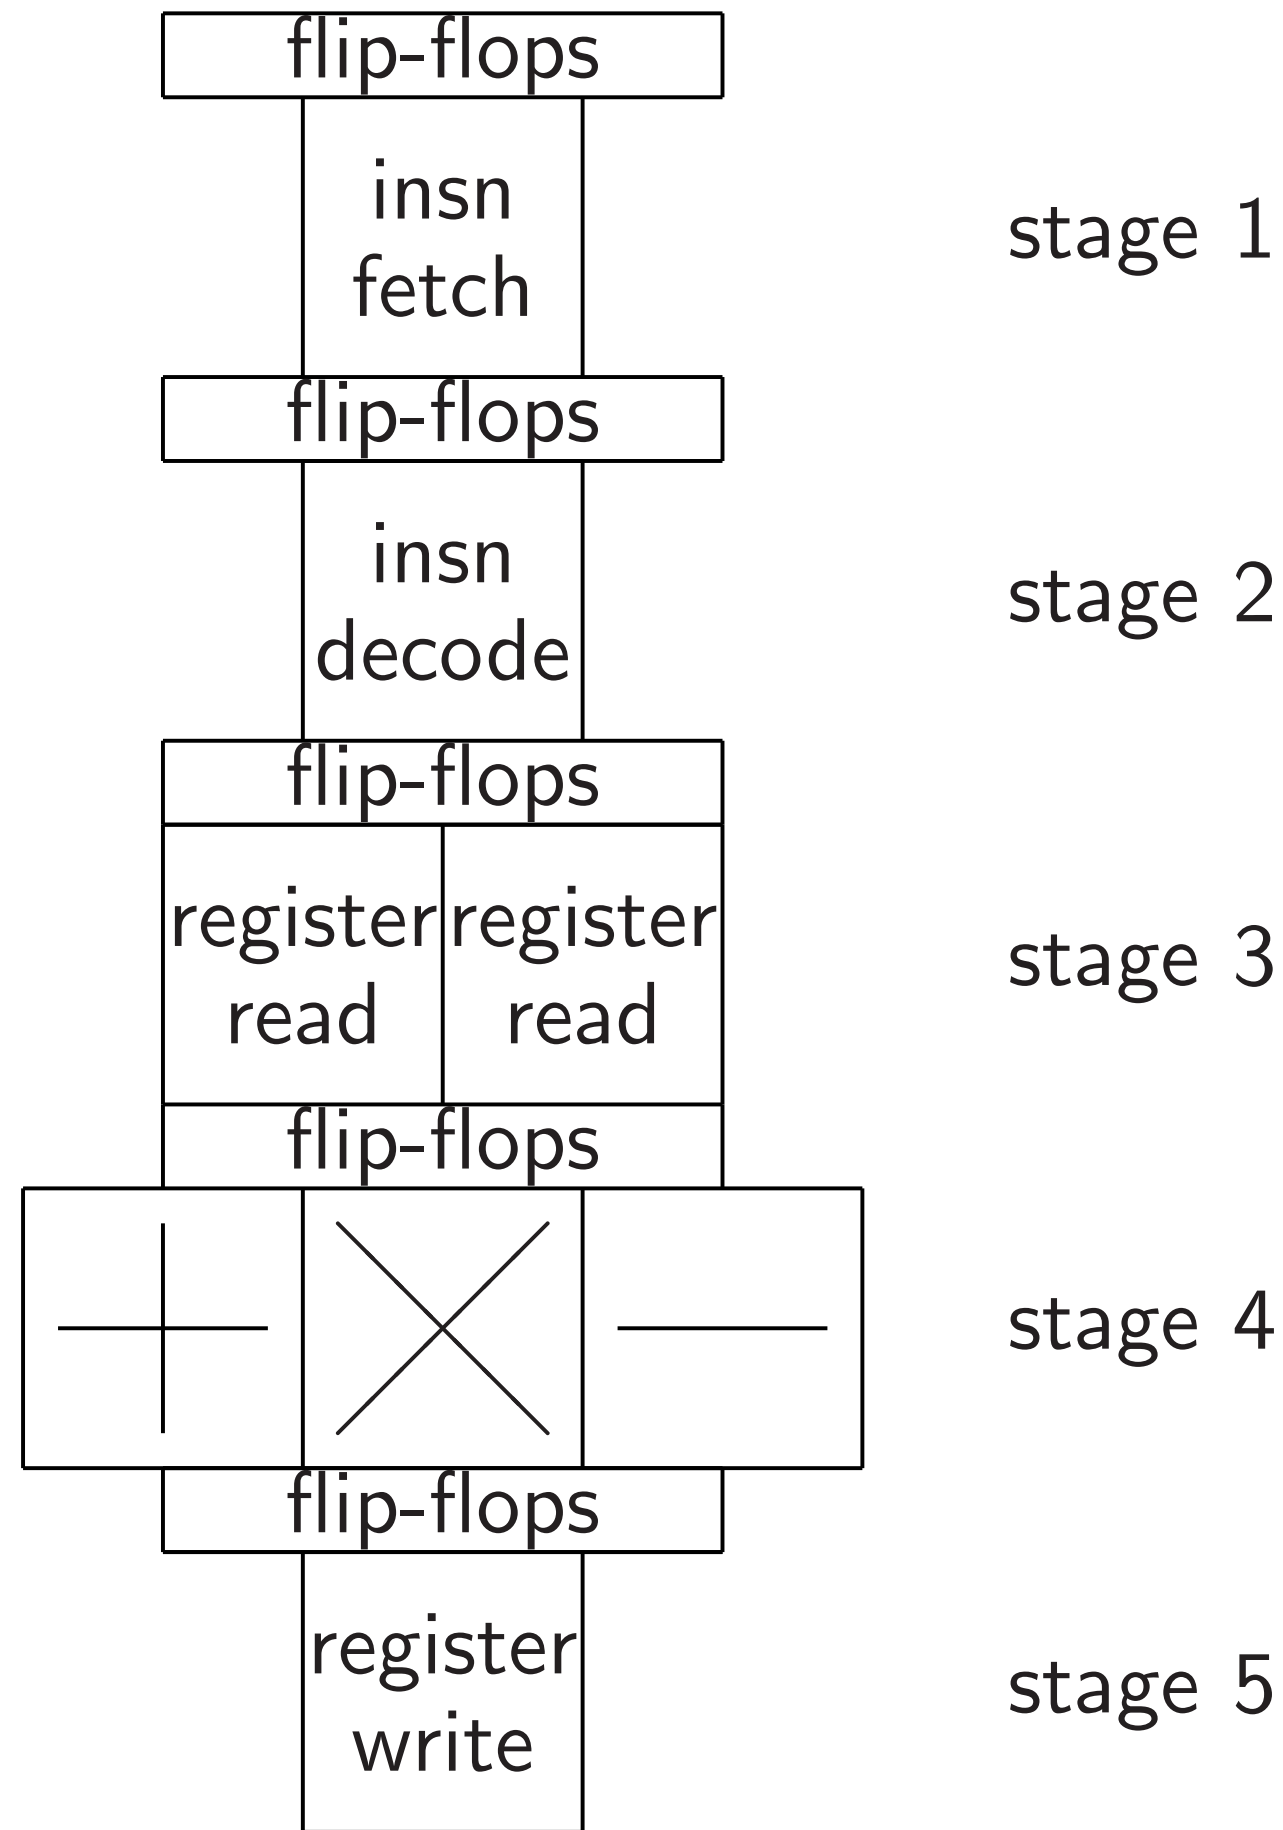 flip-flops
insn
fetch
stage 1
flip-flops
insn
decode
stage 2
flip-flops
register register
read read
stage 3
flip-flops
stage 4
flip-flops
register
write
stage 5